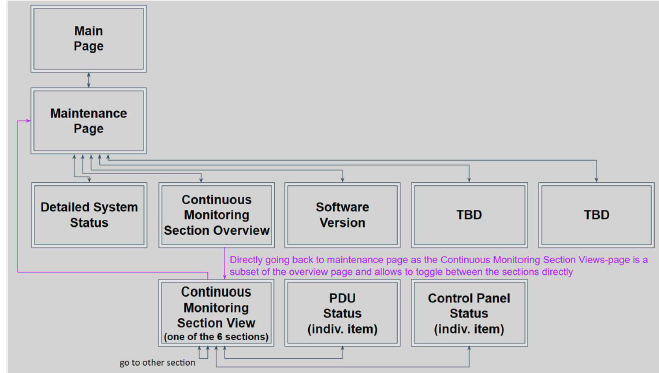 Main
Page
Maintenance
Page
Detailed System
Status
Continuous
Monitoring
Section Overview
Software
Version
TBD
TBD
Directly going back to maintenance page as the Continuous Monitoring Section Views-page is a
subset of the overview page and allows to toggle between the sections directly
Continuous
Monitoring
Section View
(one of the 6 sections)
PDU
Status
(indiv. item)
Control Panel
Status
(indiv. item)
go to other section